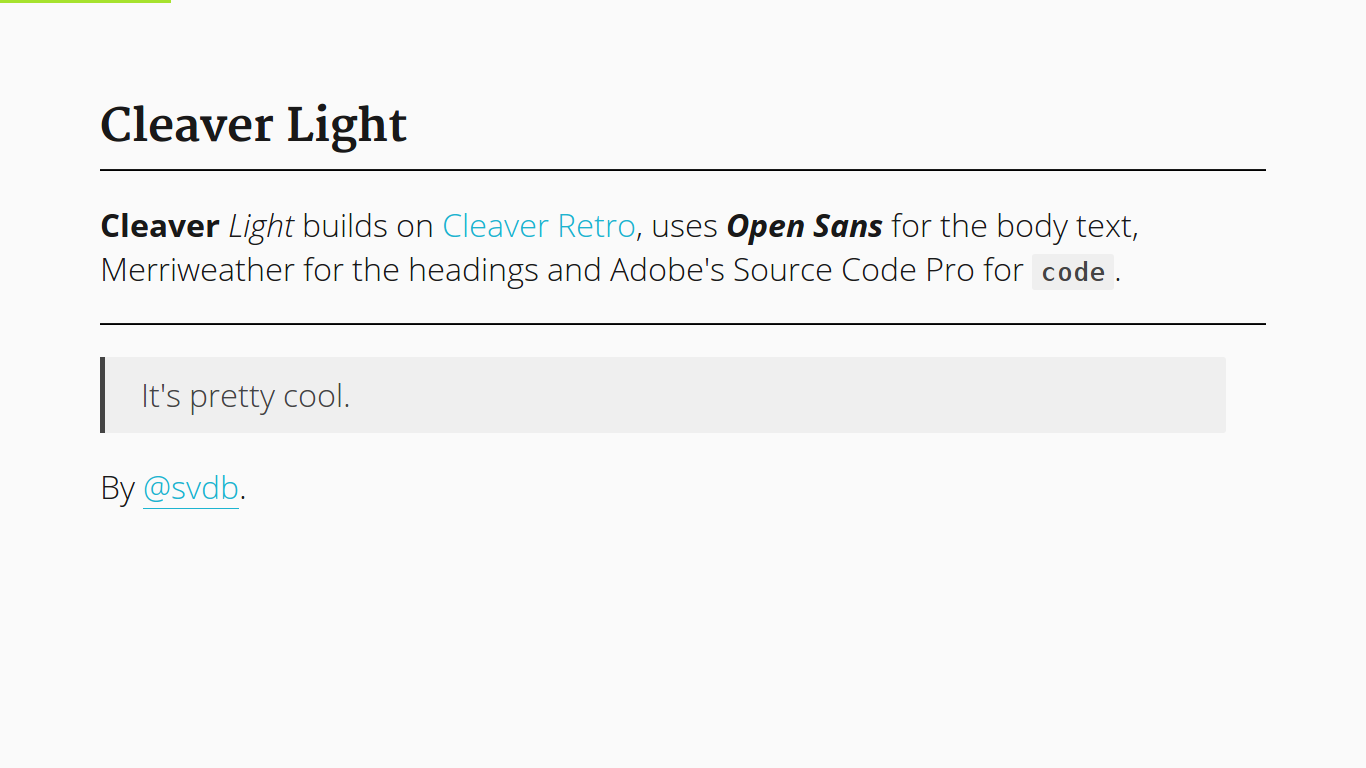 Cleaver Light
Cleaver Light builds on Cleaver Retro, uses Open Sans for the body text,
Merriweather for the headings and Adobe's Source Code Pro for code.
It's pretty cool.
By @svdb.